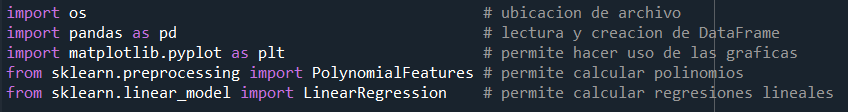 import os # ubicacion de archivo
import pandas as pd # lectura y creacion de DataFrame
import matplotlib.pyplot as plt # permite hacer uso de las graficas
from sklearn.preprocessing import PolynomialFeatures # permite calcular polinomios
from sklearn.linear_model import LinearRegression # permite calcular regresiones lineales